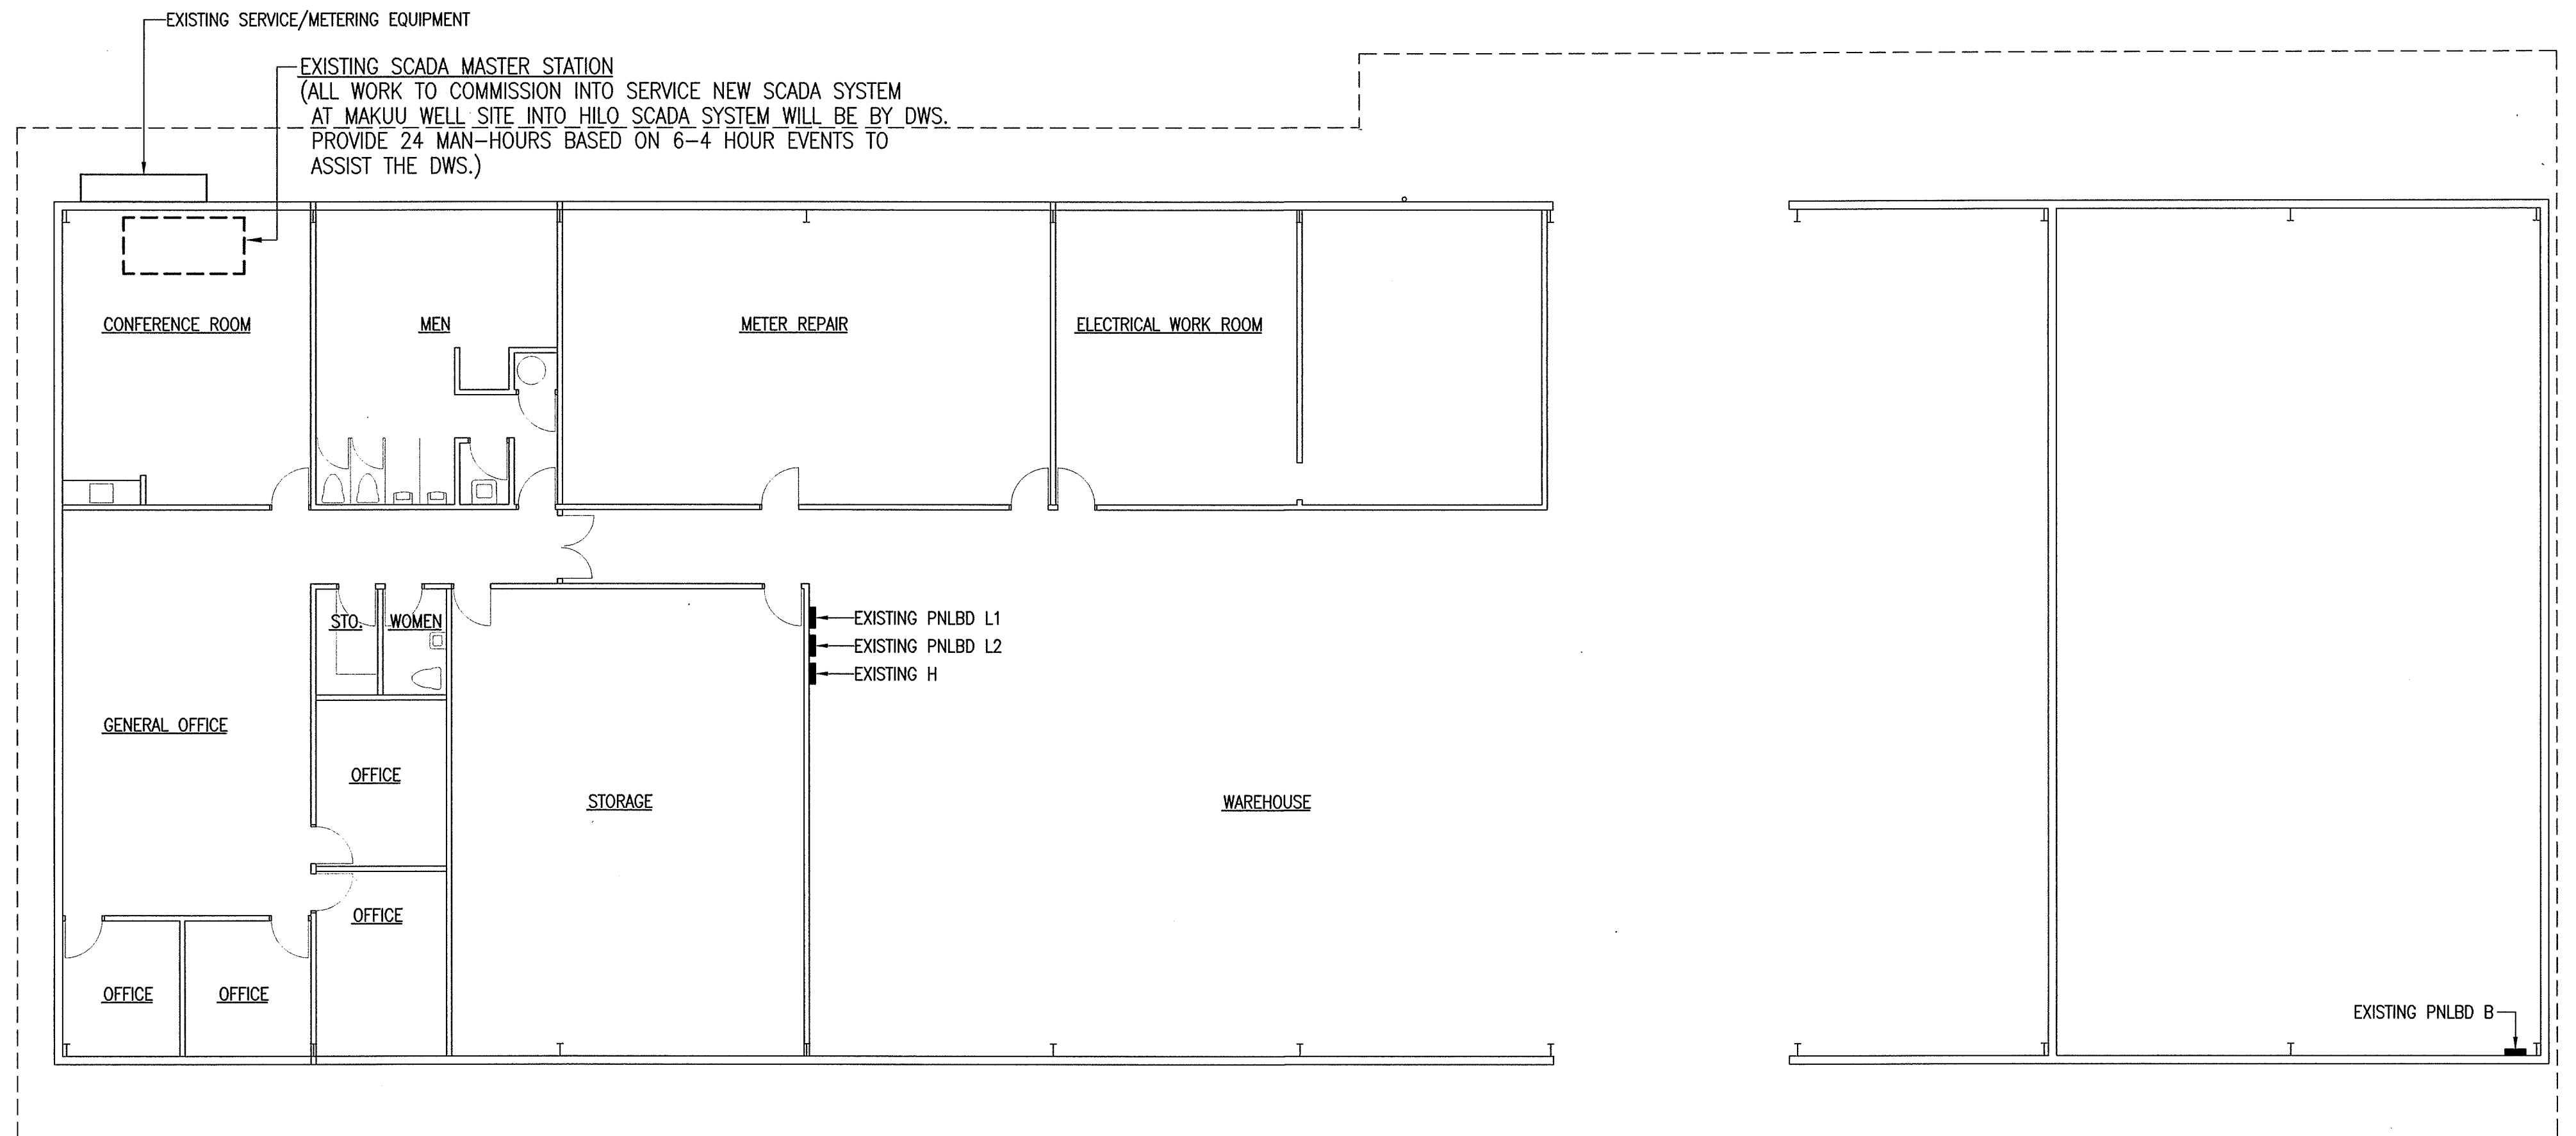 EXISTING SERVICE/METERING EQUIPMENT
EXISTING SCADA MASTER STATION
(ALL WORK TO COMMISSION INTO SERVICE NEW SCADA SYSTEM
AT MAKUU WELL SITE INTO HILO SCADA SYSTEM WILL BE BY DWS.
PROVIDE 24 MAN-HOURS BASED ON 6-4 HOUR EVENTS TO
ASSIST THE DWS.)
CONFERENCE ROOM
MEN
METER REPAIR
ELECTRICAL WORK ROOM
STO.
WOMEN
EXISTING PNLBD L1
EXISTING PNLBD L2
EXISTING H
GENERAL OFFICE
OFFICE
STORAGE
WAREHOUSE
OFFICE
OFFICE
OFFICE
EXISTING PNLBD B